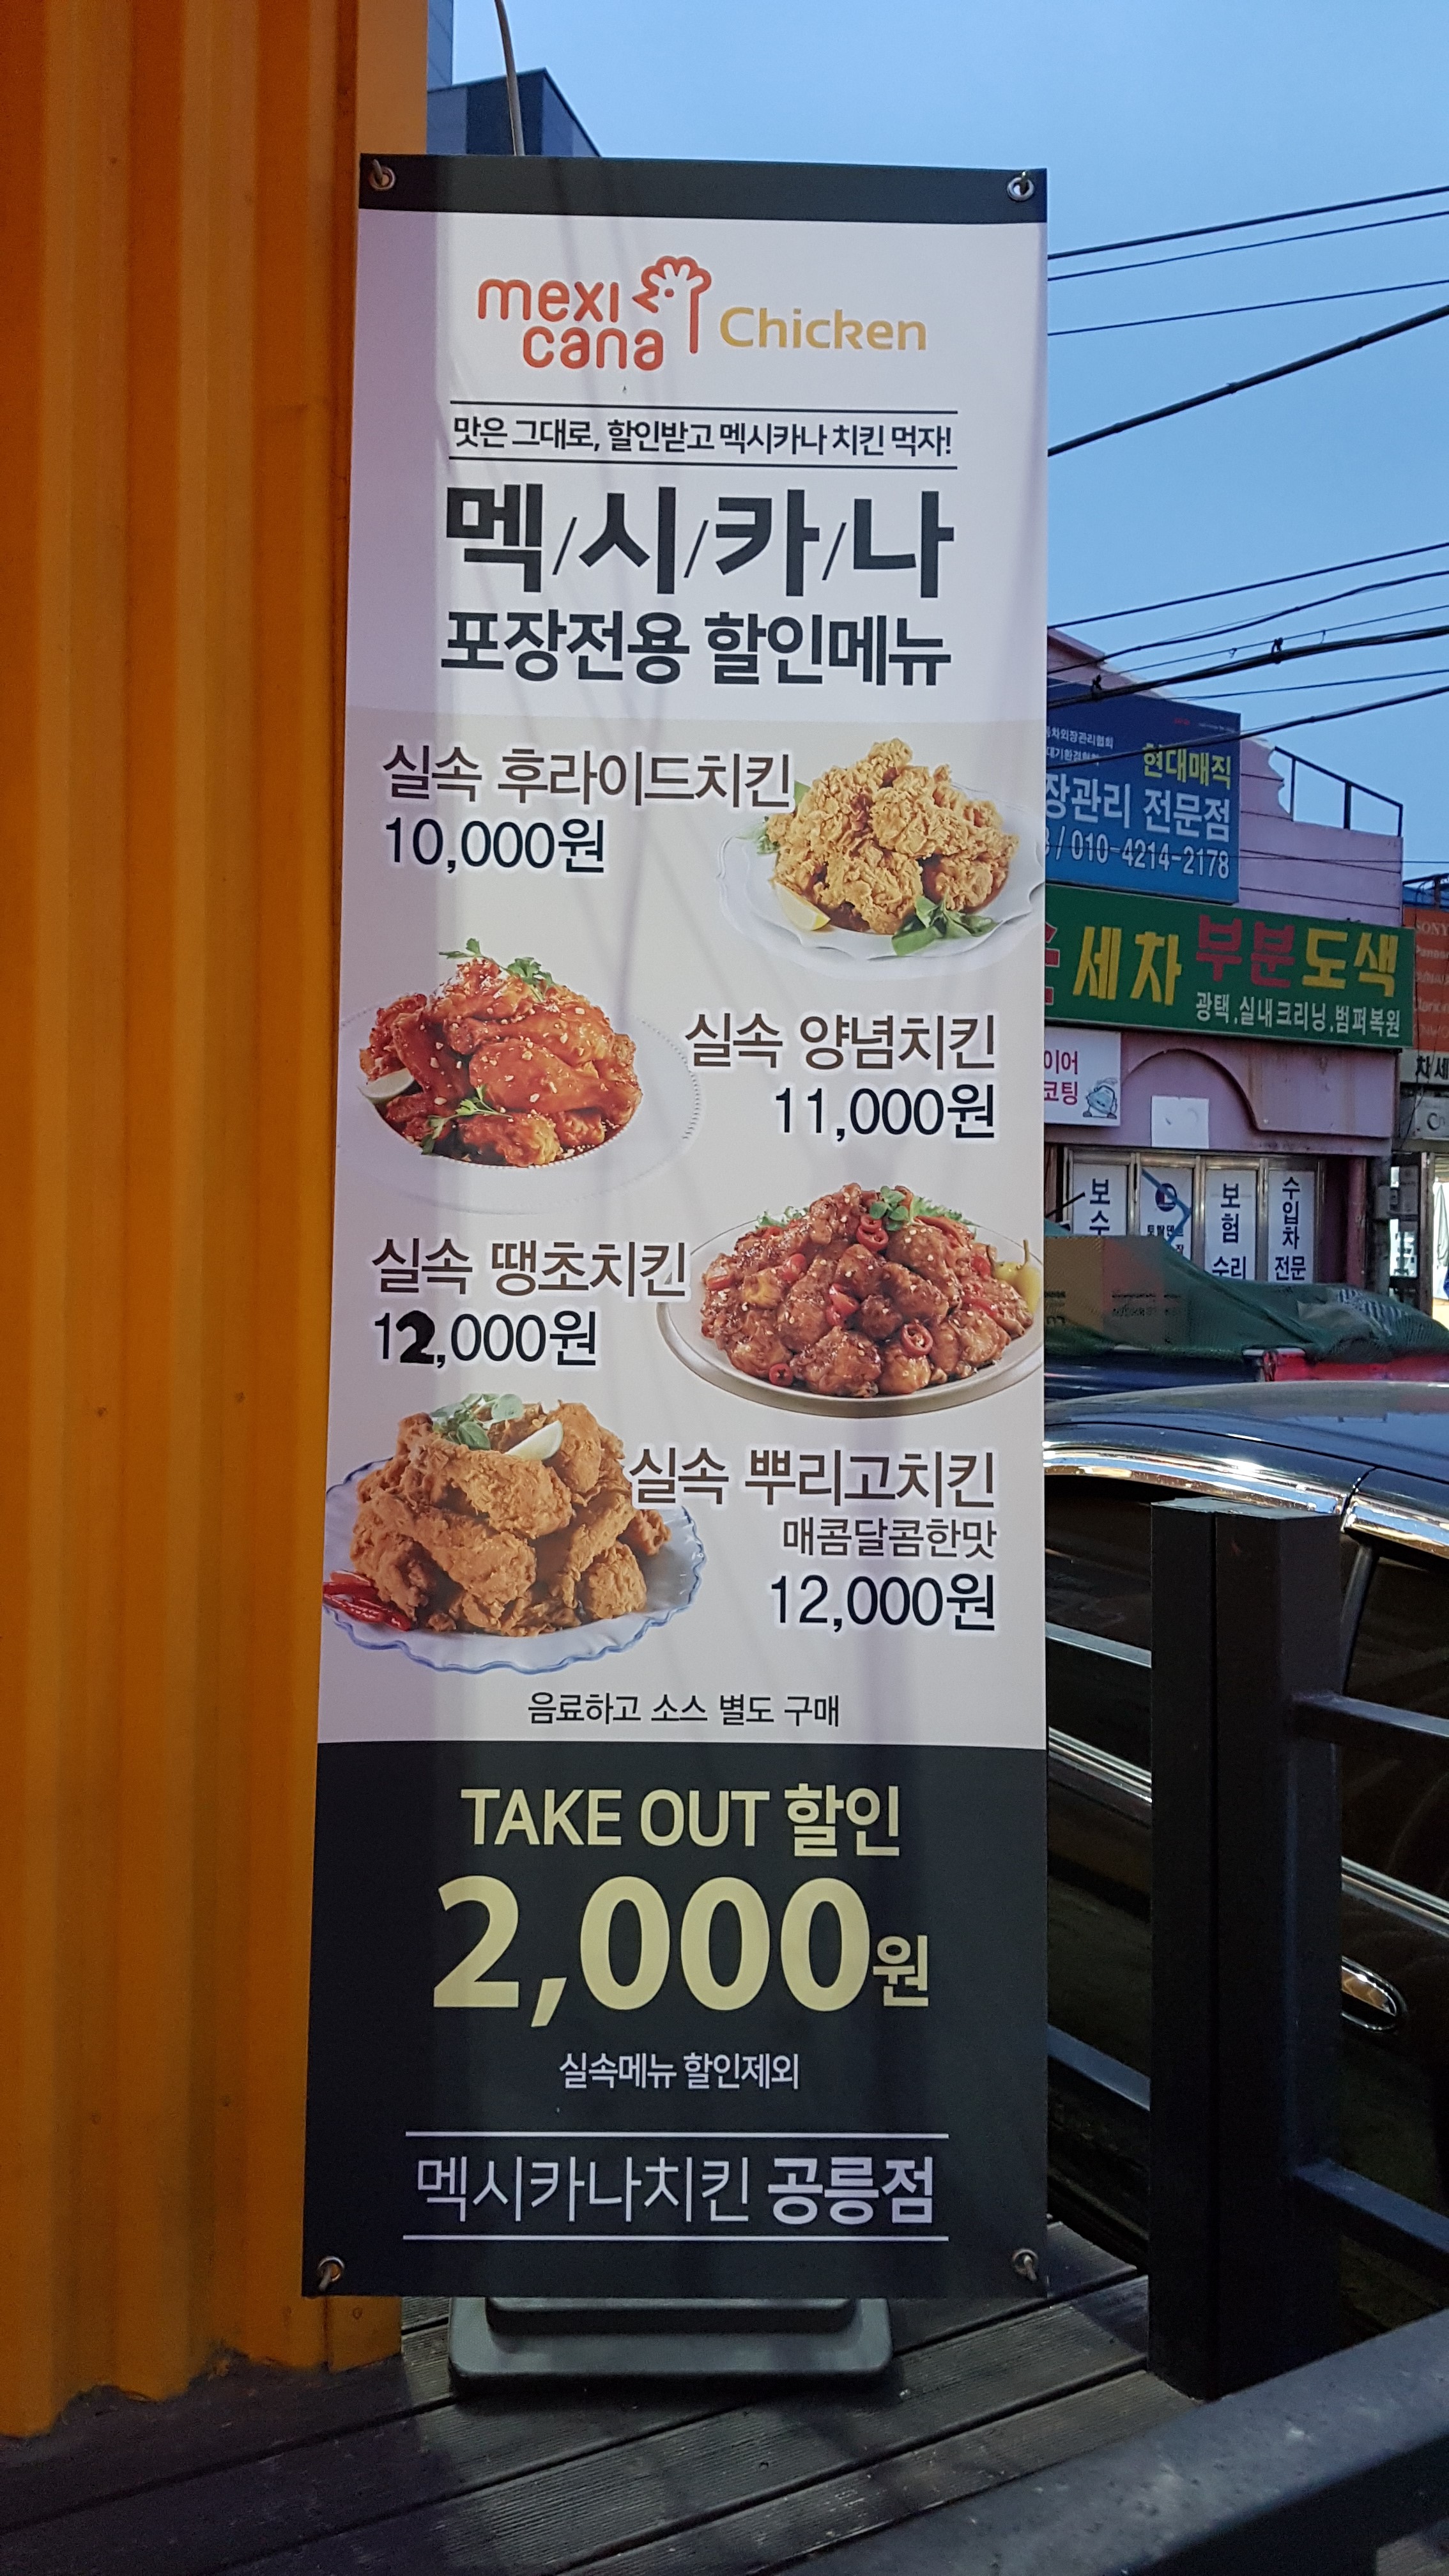 mexi
cana
Chicken
맛은 그대로, 할인받고 멕시카나 치킨 먹자!
멕/시/카/나
포장전용 할인메뉴
실속 후라이드치킨
10,000원
실속 양념치킨
11,000원
실속 땡초치킨
12,000원
실속 뿌리고치킨
매콤달콤한맛
12,000원
음료하고 소스 별도 구매
TAKE OUT 할인
2,000원
실속메뉴 할인제외
멕시카나치킨 공릉점
현대매직
장관리 전문점
/ 010-4214-2178
세차 부분도색
광택.실내크리닝.범퍼복원
이어
코팅
보수
보험수리
수입차전문
SONY